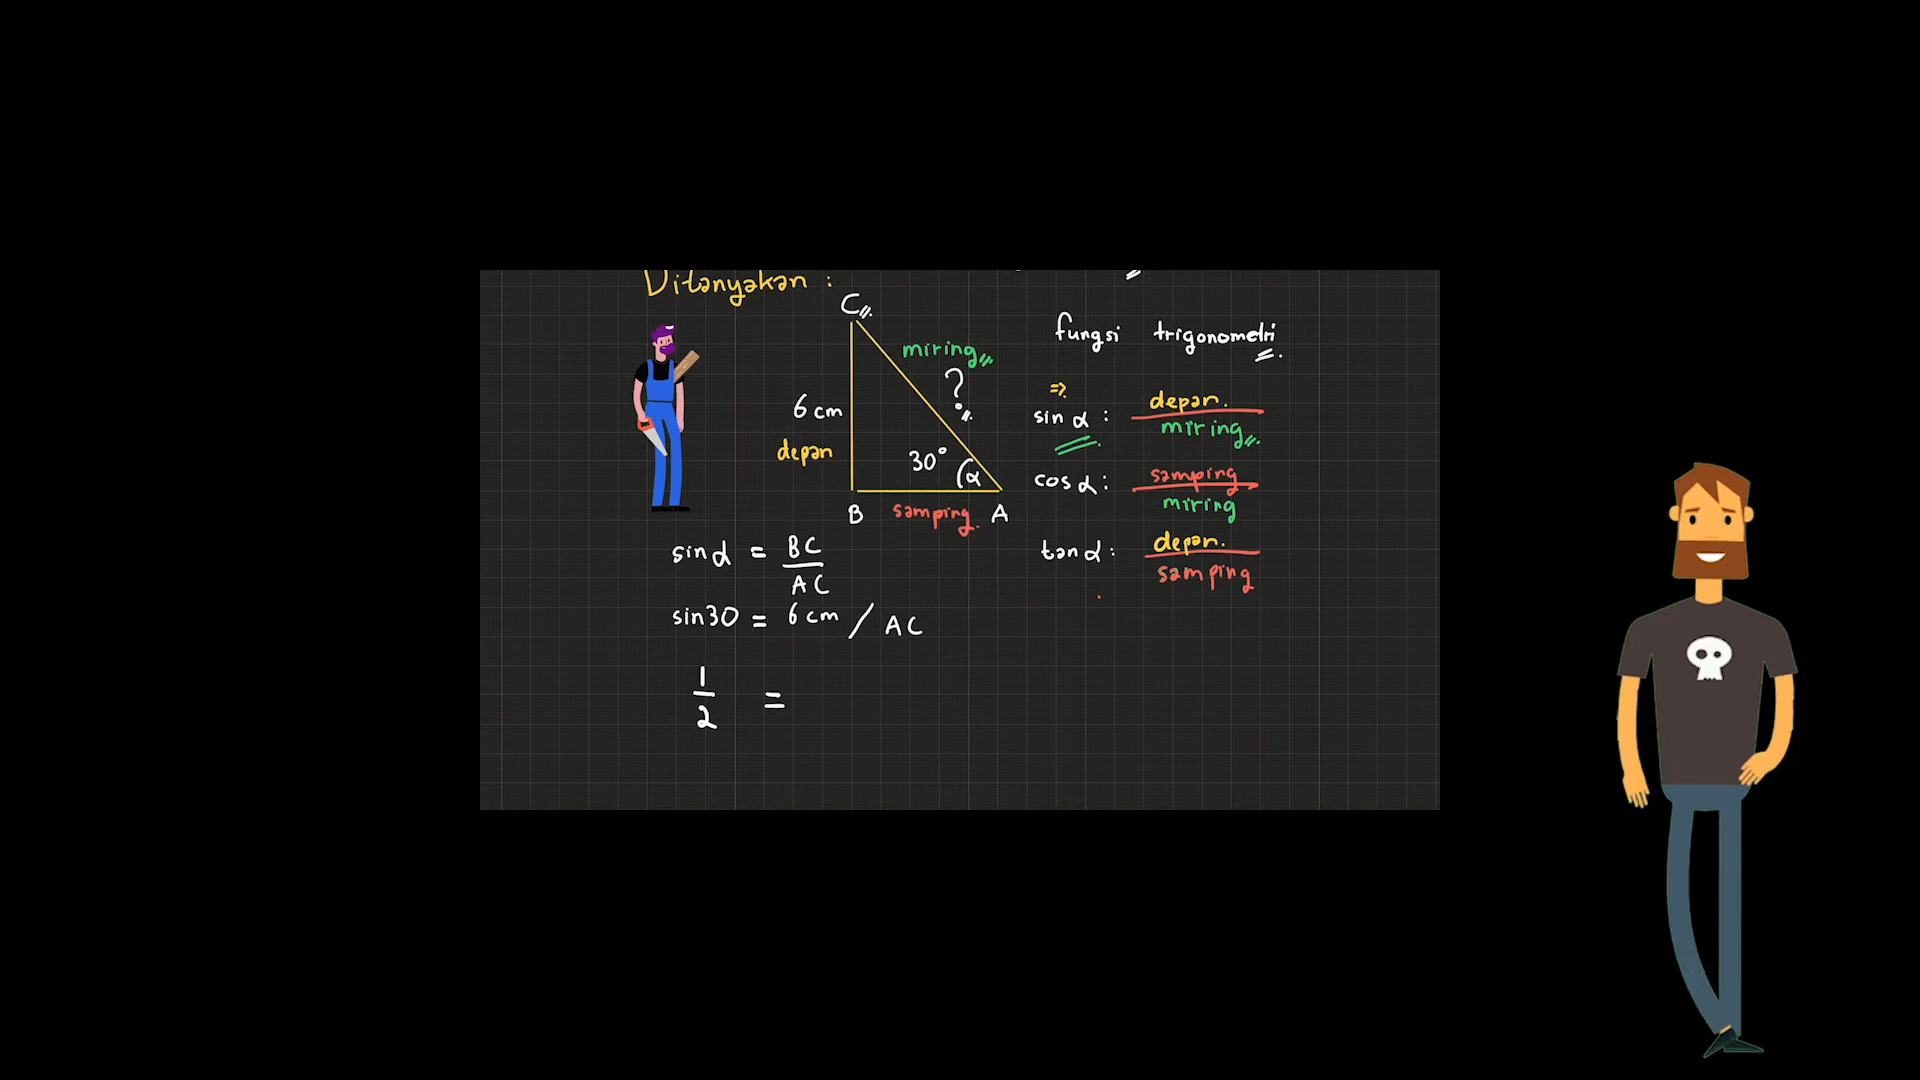 Ditanyakan :
C
miring
?
6 cm
depan
30° α
B samping. A
fungsi trigonometri
=>
sin α : depan.
miring
cos α : samping
miring
tan α : depan.
samping
sin α = BC
AC
sin30 = 6 cm / AC
1
2 =